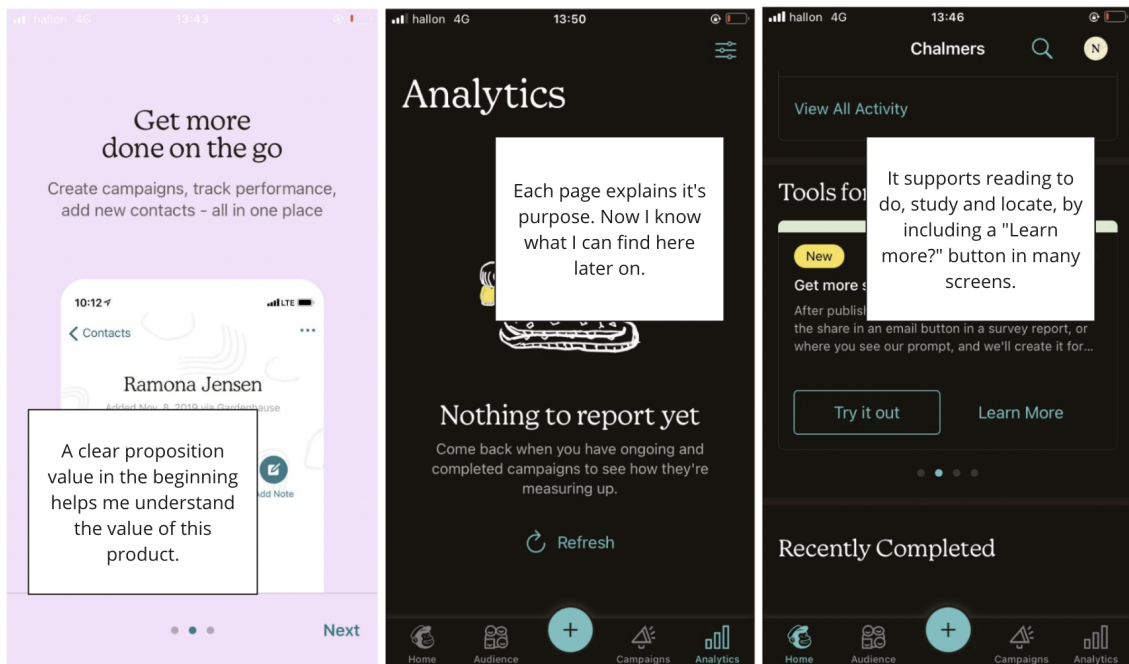 hallon 4G 13:43
Get more
done on the go
Create campaigns, track performance,
add new contacts - all in one place
10:12 LTE
Contacts
Ramona Jensen
Added Nov. 8, 2019 via Gardenhause
Add Note
A clear proposition
value in the beginning
helps me understand
the value of this
product.
Next
hallon 4G 13:50
Analytics
Each page explains it's
purpose. Now I know
what I can find here
later on.
Nothing to report yet
Come back when you have ongoing and
completed campaigns to see how they're
measuring up.
Refresh
Home Audience + Campaigns Analytics
hallon 4G 13:46
Chalmers N
View All Activity
Tools for
It supports reading to
do, study and locate, by
including a "Learn
more?" button in many
screens.
New
Get more s
After publis
the share in an email button in a survey report, or
where you see our prompt, and we'll create it for...
Try it out Learn More
Recently Completed
Home Audience + Campaigns Analytics